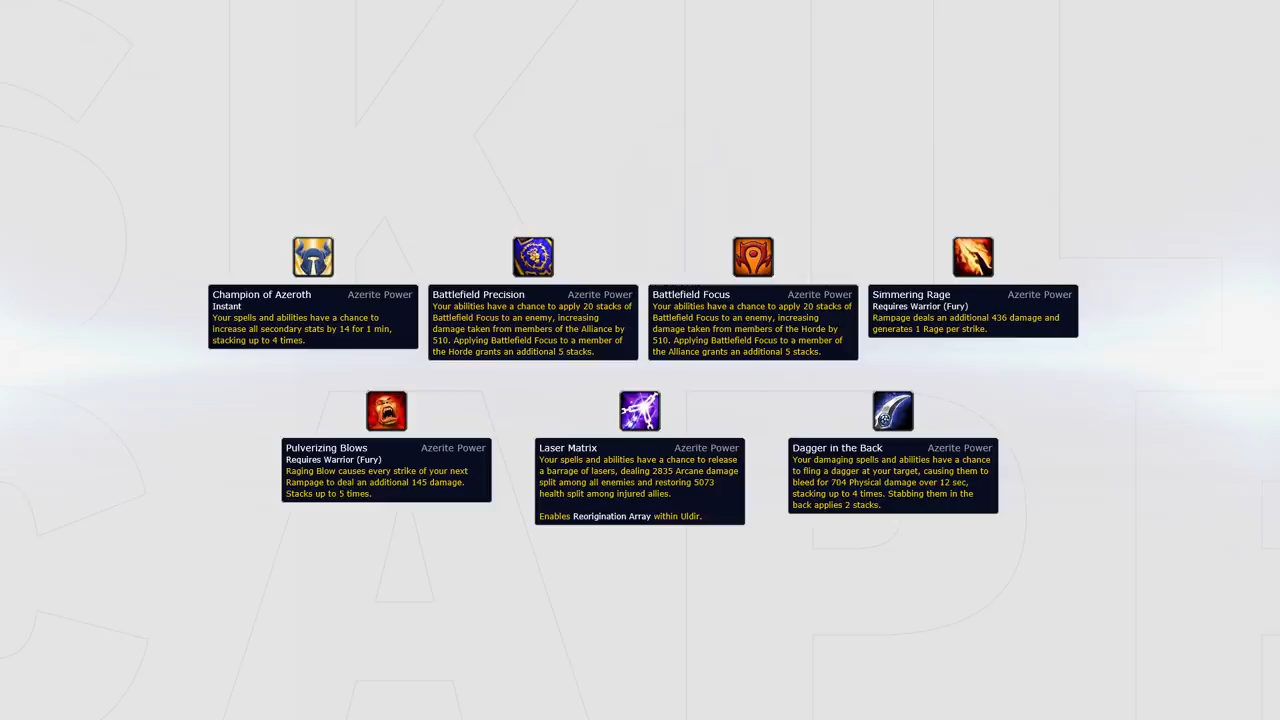 Champion of Azeroth Azerite Power
Instant
Your spells and abilities have a chance to
increase all secondary stats by 14 for 1 min,
stacking up to 4 times.
Battlefield Precision Azerite Power
Your abilities have a chance to apply 20 stacks of
Battlefield Focus to an enemy, increasing
damage taken from members of the Alliance by
510. Applying Battlefield Focus to a member of
the Horde grants an additional 5 stacks.
Battlefield Focus Azerite Power
Your abilities have a chance to apply 20 stacks of
Battlefield Focus to an enemy, increasing
damage taken from members of the Horde by
510. Applying Battlefield Focus to a member of
the Alliance grants an additional 5 stacks.
Simmering Rage Azerite Power
Requires Warrior (Fury)
Rampage deals an additional 436 damage and
generates 1 Rage per strike.
Pulverizing Blows Azerite Power
Requires Warrior (Fury)
Raging Blow causes every strike of your next
Rampage to deal an additional 145 damage.
Stacks up to 5 times.
Laser Matrix Azerite Power
Your spells and abilities have a chance to release
a barrage of lasers, dealing 2835 Arcane damage
split among all enemies and restoring 5073
health split among injured allies.
Enables Reorigination Array within Uldir.
Dagger in the Back Azerite Power
Your damaging spells and abilities have a chance
to fling a dagger at your target, causing them to
bleed for 704 Physical damage over 12 sec,
stacking up to 4 times. Stabbing them in the
back applies 2 stacks.